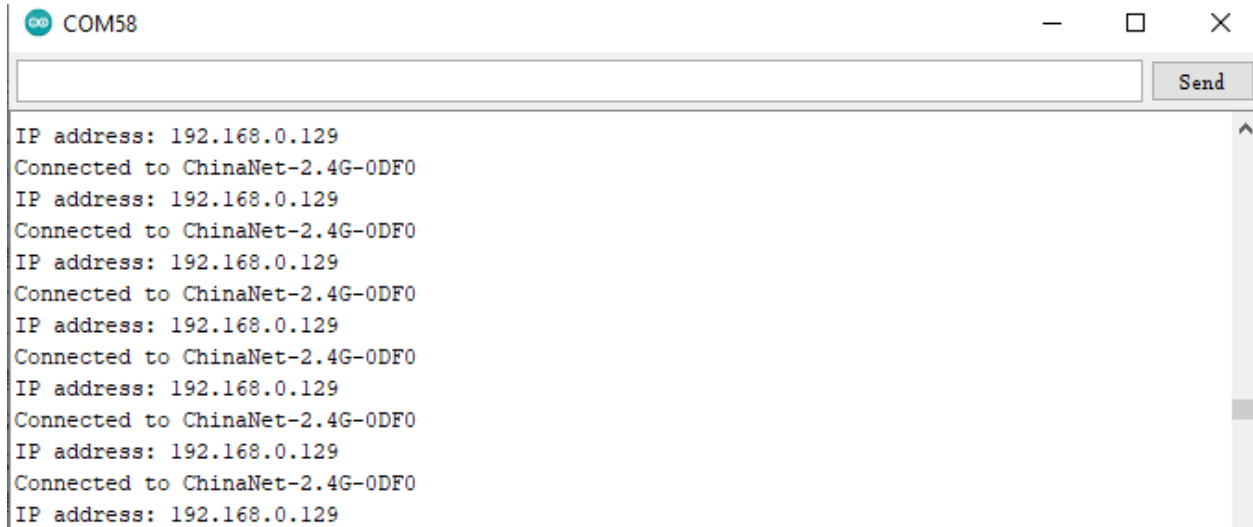 COM58
Send
IP address: 192.168.0.129
Connected to ChinaNet-2.4G-0DF0
IP address: 192.168.0.129
Connected to ChinaNet-2.4G-0DF0
IP address: 192.168.0.129
Connected to ChinaNet-2.4G-0DF0
IP address: 192.168.0.129
Connected to ChinaNet-2.4G-0DF0
IP address: 192.168.0.129
Connected to ChinaNet-2.4G-0DF0
IP address: 192.168.0.129
Connected to ChinaNet-2.4G-0DF0
IP address: 192.168.0.129